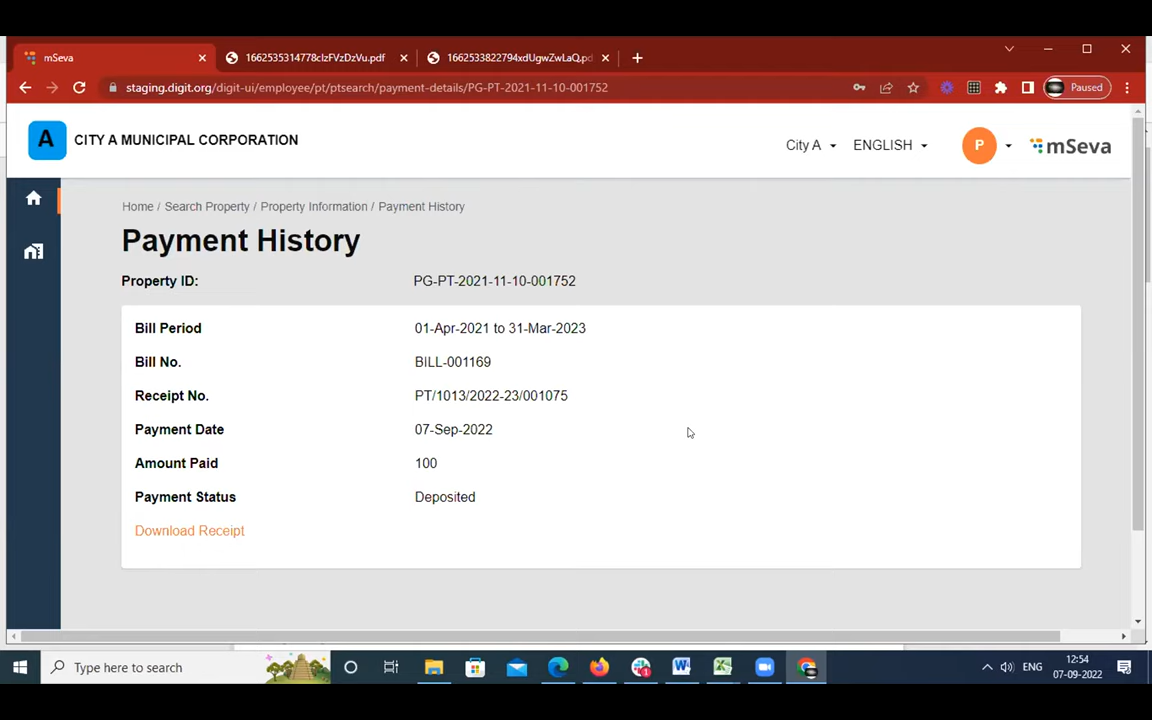 mSeva
1662535314778clzFVzDzVu.pdf
1662533822794xdUgwZwLaQ.pd
staging.digit.org/digit-ui/employee/pt/ptsearch/payment-details/PG-PT-2021-11-10-001752
Paused
A
CITY A MUNICIPAL CORPORATION
City A
ENGLISH
P
mSeva
Home / Search Property / Property Information / Payment History
Payment History
Property ID: PG-PT-2021-11-10-001752
Bill Period 01-Apr-2021 to 31-Mar-2023
Bill No. BILL-001169
Receipt No. PT/1013/2022-23/001075
Payment Date 07-Sep-2022
Amount Paid 100
Payment Status Deposited
Download Receipt
Type here to search
ENG
12:54
07-09-2022